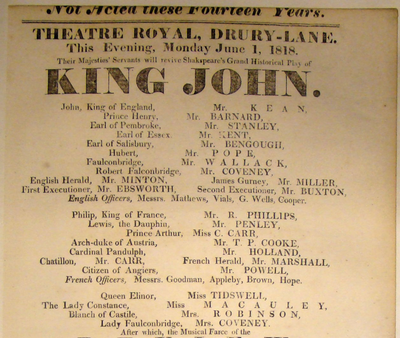 Not Acted these Fourteen Years.
THEATRE ROYAL, DRURY-LANE.
This Evening, Monday June 1, 1818.
Their Majesties' Servants will revive Shakspeare's Grand Historical Play of
KING JOHN.
John, King of England, Mr. KEAN,
Prince Henry, Mr. BARNARD,
Earl of Pembroke, Mr. STANLEY,
Earl of Essex, Mr. KENT,
Earl of Salisbury, Mr. BENGOUGH,
Hubert, Mr. POPE,
Faulconbridge, Mr. WALLACK,
Robert Falconbridge, Mr. COVENEY,
English Herald, Mr. MINTON, James Gurney, Mr. MILLER,
First Executioner, Mr. EBSWORTH, Second Executioner, Mr. BUXTON,
English Officers, Messrs. Mathews, Vials, G. Wells, Cooper.
Philip, King of France, Mr. R. PHILLIPS,
Lewis, the Dauphin, Mr. PENLEY,
Prince Arthur, Miss C. CARR,
Arch-duke of Austria, Mr. T. P. COOKE,
Cardinal Pandulph, Mr. HOLLAND,
Chatillon, Mr. CARR, French Herald, Mr. MARSHALL,
Citizen of Angiers, Mr. POWELL,
French Officers, Messrs. Goodman, Appleby, Brown, Hope.
Queen Elinor, Miss TIDSWELL,
The Lady Constance, Miss MACAULEY,
Blanch of Castile, Mrs. ROBINSON,
Lady Faulconbridge, Mrs. COVENEY.
After which, the Musical Farce of the